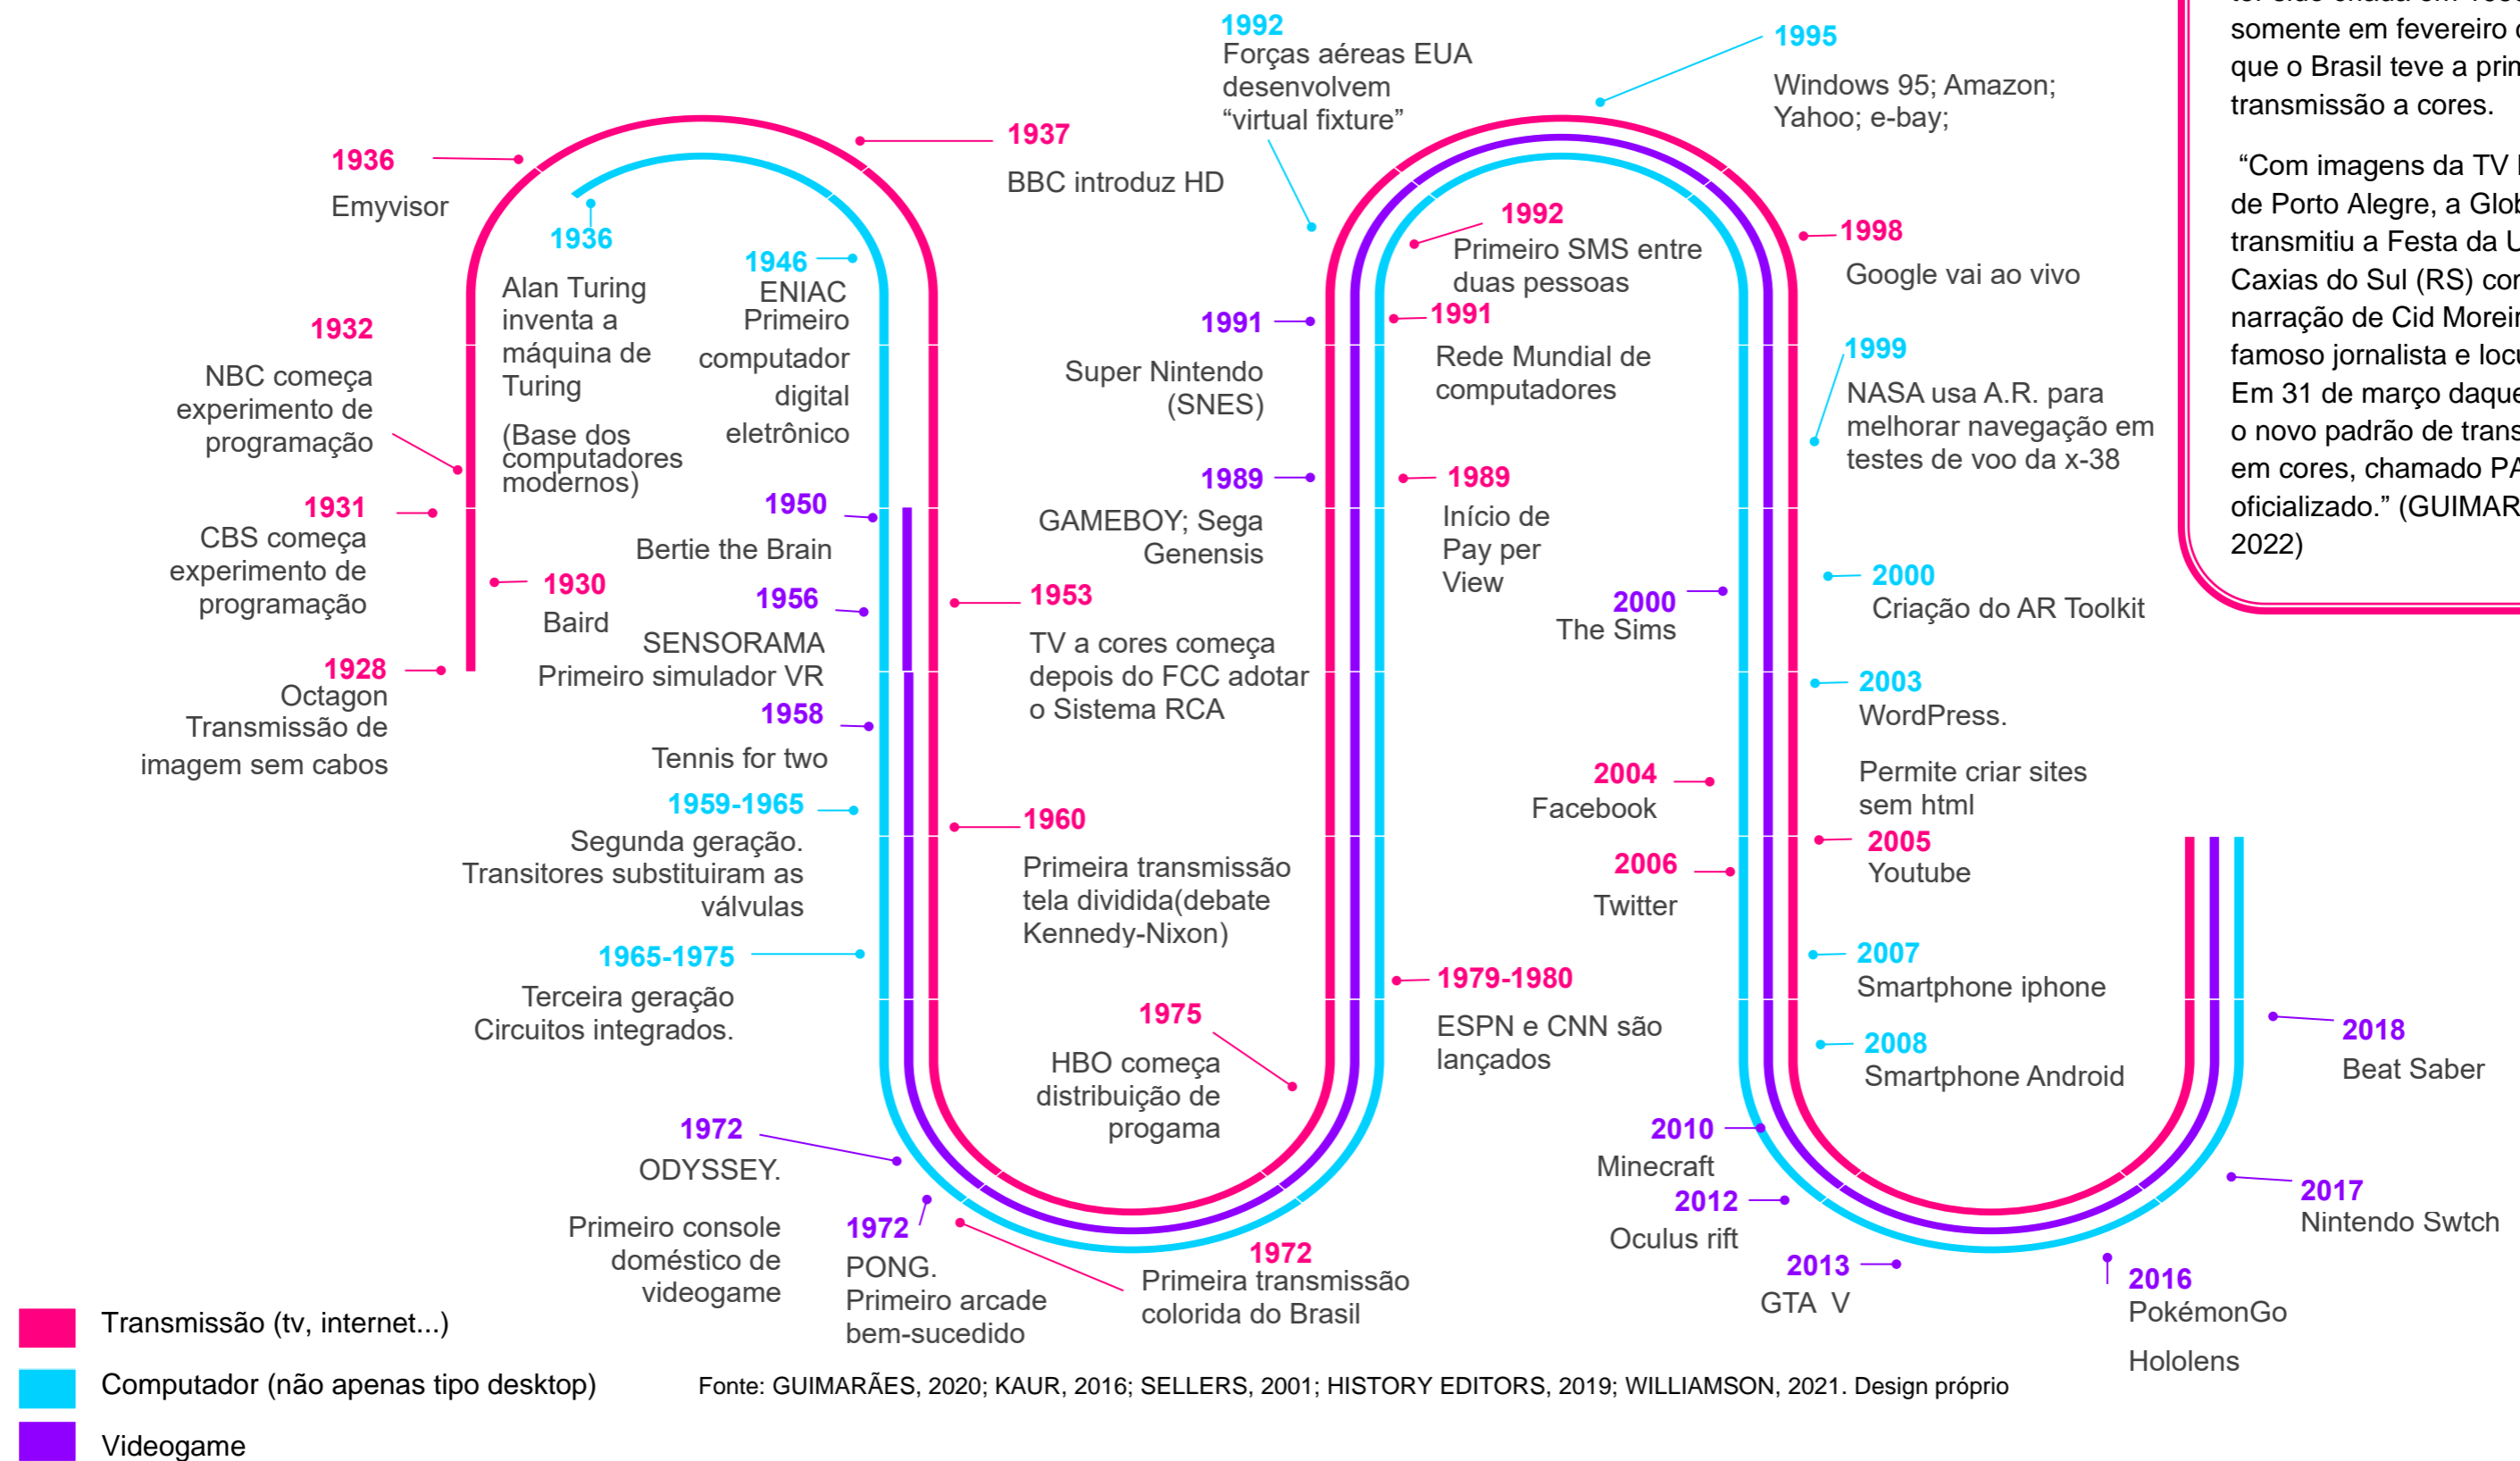 1936
Emyvisor
1932
NBC começa
experimento de
programação
1931
CBS começa
experimento de
programação
1930
Baird
1928
Octagon
Transmissão de
imagem sem cabos
1937
BBC introduz HD
1936
Alan Turing
inventa a
máquina de
Turing
(Base dos
computadores
modernos)
1946
ENIAC
Primeiro
computador
digital
eletrônico
1950
Bertie the Brain
1956
SENSORAMA
Primeiro simulador VR
1958
Tennis for two
1959-1965
Segunda geração.
Transitores substituiram as
válvulas
1965-1975
Terceira geração
Circuitos integrados.
1953
TV a cores começa
depois do FCC adotar
o Sistema RCA
1960
Primeira transmissão
tela dividida(debate
Kennedy-Nixon)
1972
ODYSSEY.
Primeiro console
doméstico de
videogame
1972
PONG.
Primeiro arcade
bem-sucedido
1972
Primeira transmissão
colorida do Brasil
1975
HBO começa
distribuição de
progama
1979-1980
ESPN e CNN são
lançados
1989
GAMEBOY; Sega
Genensis
1989
Início de
Pay per
View
1991
Super Nintendo
(SNES)
1991
Rede Mundial de
computadores
1992
Forças aéreas EUA
desenvolvem
“virtual fixture”
1992
Primeiro SMS entre
duas pessoas
1995
Windows 95; Amazon;
Yahoo; e-bay;
1998
Google vai ao vivo
1999
NASA usa A.R. para
melhorar navegação em
testes de voo da x-38
2000
The Sims
2000
Criação do AR Toolkit
2003
WordPress.
Permite criar sites
sem html
2004
Facebook
2005
Youtube
2006
Twitter
2007
Smartphone iphone
2008
Smartphone Android
2010
Minecraft
2012
Oculus rift
2013
GTA V
2016
PokémonGo
Hololens
2017
Nintendo Swtch
2018
Beat Saber
somente em fevereiro
que o Brasil teve a
transmissão a cores.
“Com imagens da TV
de Porto Alegre, a
transmitiu a Festa da
Caxias do Sul (RS)
narração de Cid
famoso jornalista e
Em 31 de março
o novo padrão de
em cores, chamado
oficializado.”
2022)
Transmissão (tv, internet...)
Computador (não apenas tipo desktop)
Videogame
Fonte: GUIMARÃES, 2020; KAUR, 2016; SELLERS, 2001; HISTORY EDITORS, 2019; WILLIAMSON, 2021. Design próprio